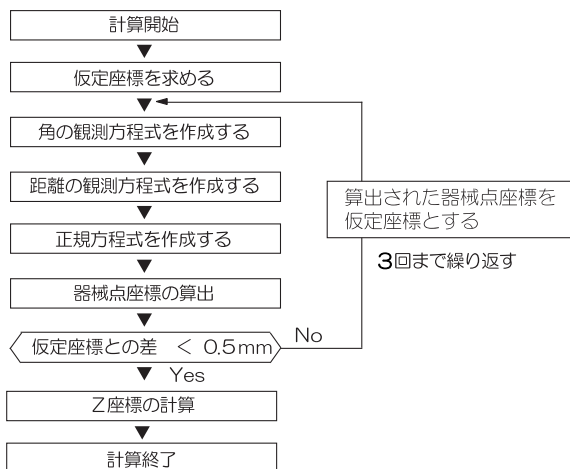 計算開始
仮定座標を求める
角の観測方程式を作成する
距離の観測方程式を作成する
正規方程式を作成する
器械点座標の算出
仮定座標との差 < 0.5mm
No
算出された器械点座標を
仮定座標とする
3回まで繰り返す
Yes
Z座標の計算
計算終了